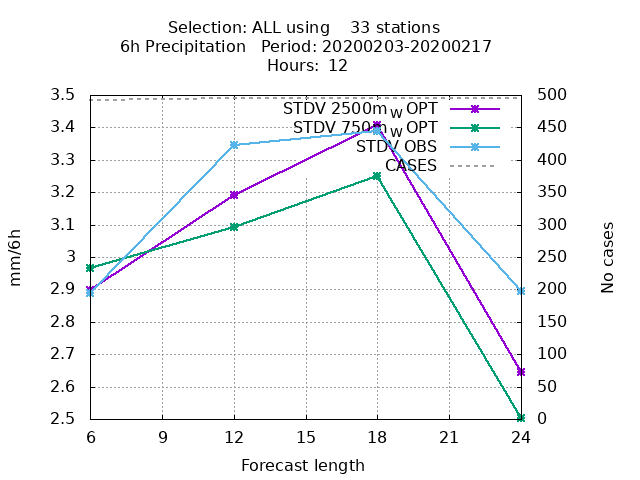 Selection: ALL using    33 stations
6h Precipitation   Period: 20200203-20200217
Hours:  12
3.5
3.4
3.3
3.2
3.1
3
2.9
2.8
2.7
2.6
2.5
mm/6h
STDV 2500m_W OPT
STDV 750m_W OPT
STDV OBS
CASES
500
450
400
350
300
250
200
150
100
50
0
No cases
6 9 12 15 18 21 24
Forecast length